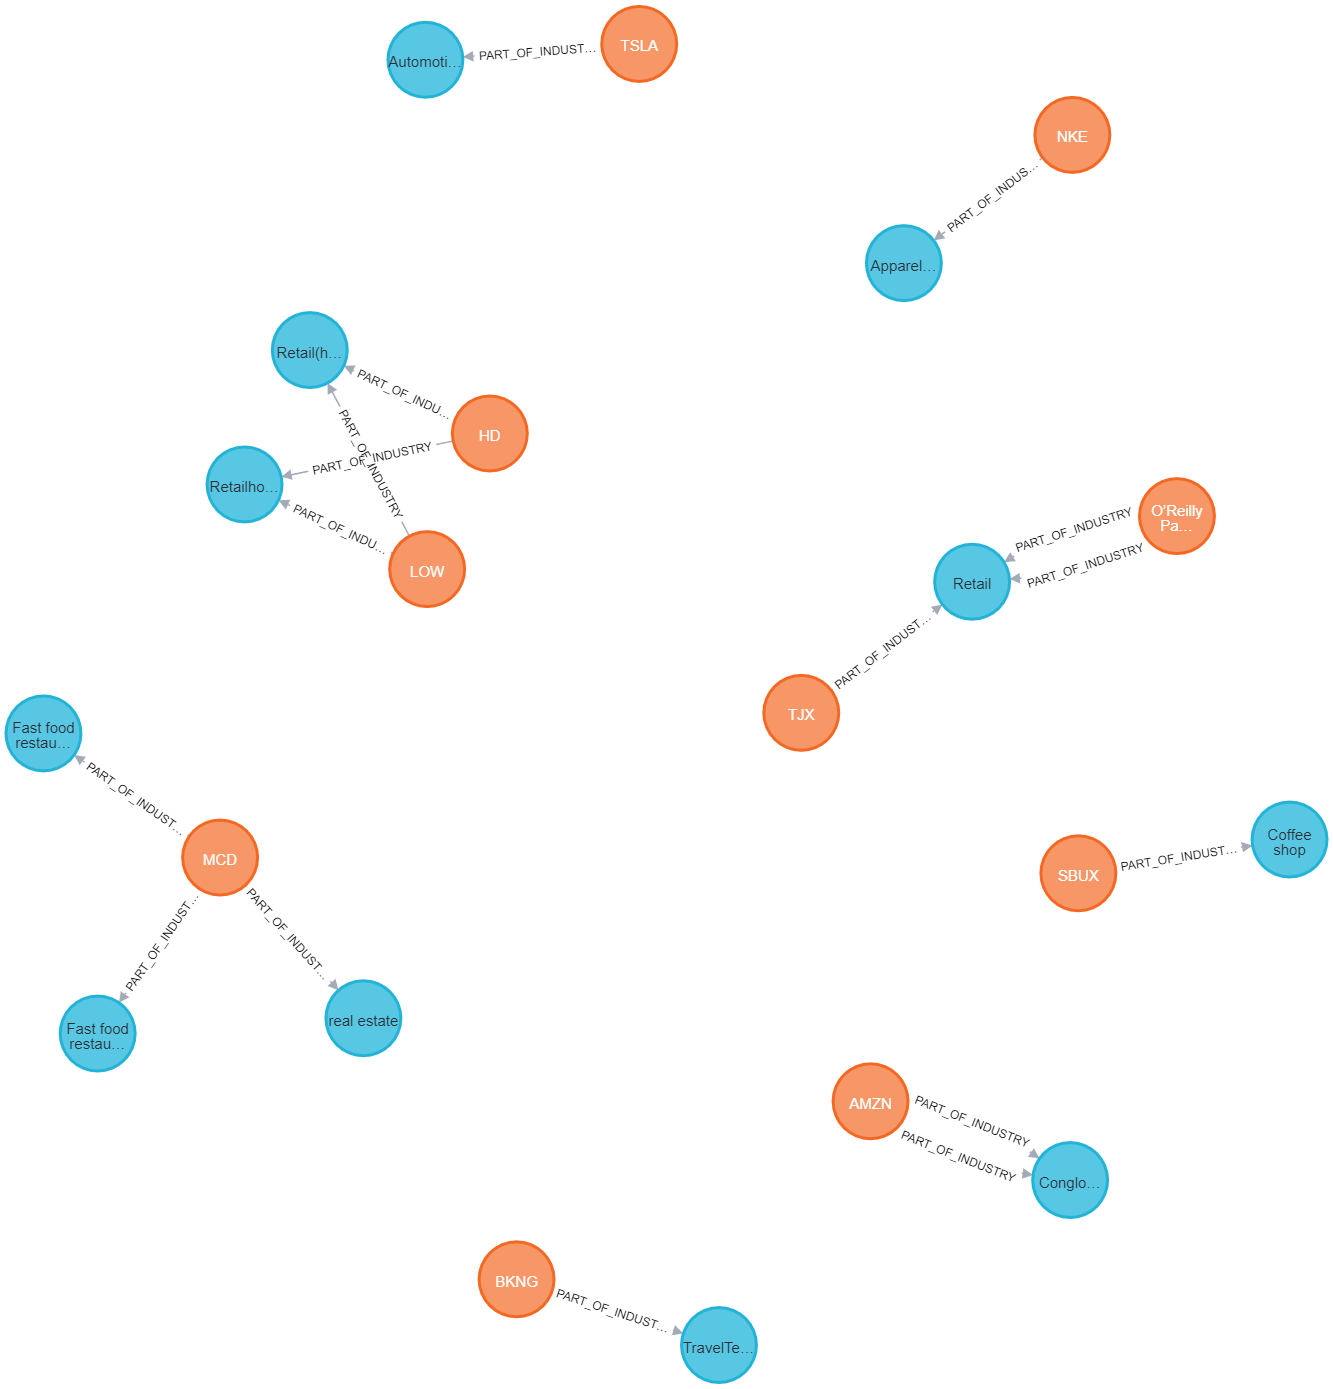 TSLA
PART_OF_INDUST…
Automoti…
NKE
PART_OF_INDUS…
Apparel…
Retail(h…
PART_OF_INDU…
HD
PART_OF_INDUSTRY
PART_OF_INDUSTRY
Retailho…
PART_OF_INDU…
LOW
O'Reilly
Pa…
PART_OF_INDUSTRY
PART_OF_INDUSTRY
Retail
PART_OF_INDUST…
TJX
Fast food
restau…
PART_OF_INDUST…
MCD
PART_OF_INDUST…
PART_OF_INDUST…
Fast food
restau…
real estate
Coffee
shop
PART_OF_INDUST…
SBUX
AMZN
PART_OF_INDUSTRY
PART_OF_INDUSTRY
Conglo…
BKNG
PART_OF_INDUST…
TravelTe…